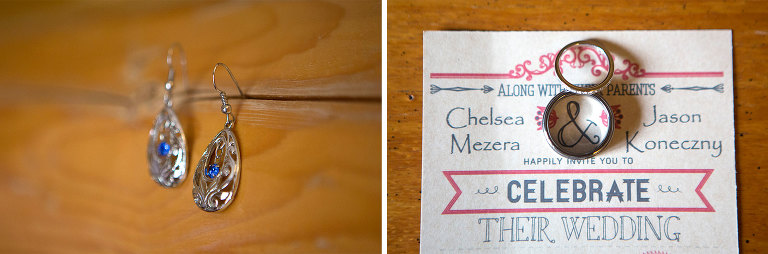 ALONG WITH PARENTS
Chelsea & Jason
Mezera Koneczny
HAPPILY INVITE YOU TO
CELEBRATE
THEIR WEDDING